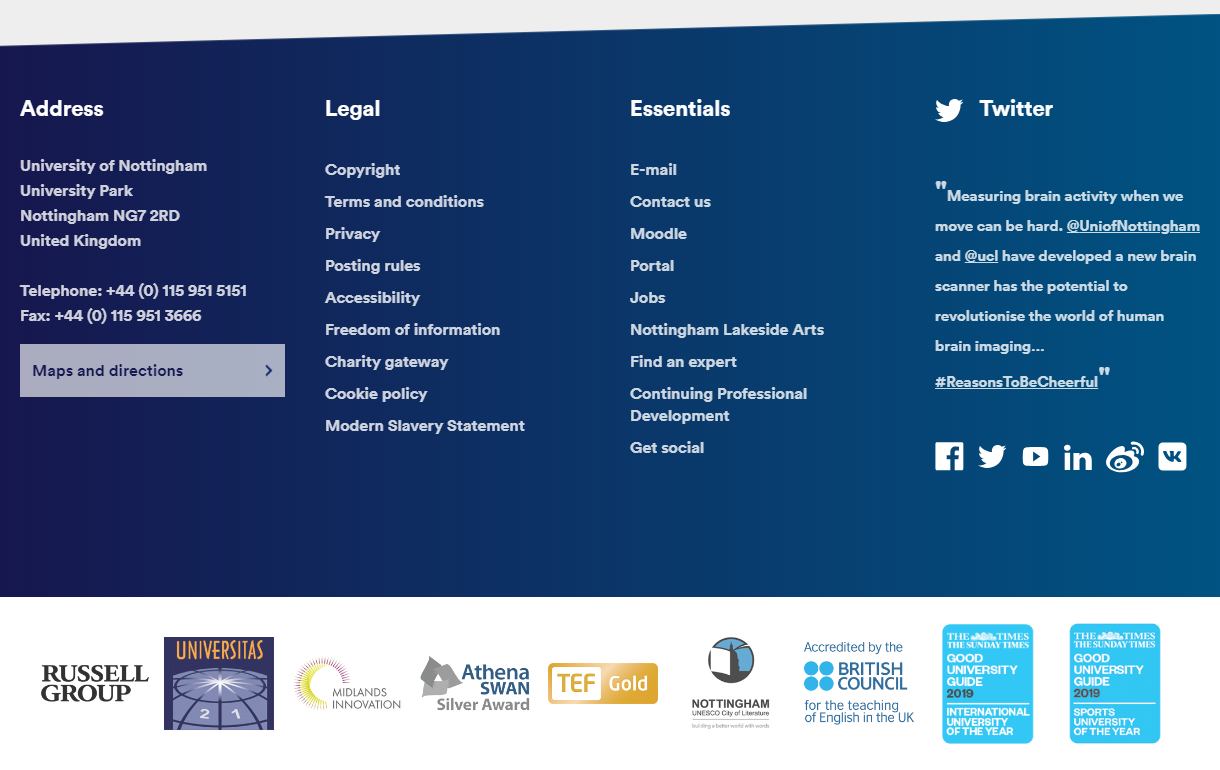 Address
University of Nottingham
University Park
Nottingham NG7 2RD
United Kingdom
Telephone: +44 (0) 115 951 5151
Fax: +44 (0) 115 951 3666
Maps and directions
Legal
Copyright
Terms and conditions
Privacy
Posting rules
Accessibility
Freedom of information
Charity gateway
Cookie policy
Modern Slavery Statement
Essentials
E-mail
Contact us
Moodle
Portal
Jobs
Nottingham Lakeside Arts
Find an expert
Continuing Professional
Development
Get social
Twitter
"Measuring brain activity when we
move can be hard. @UniofNottingham
and @ucl have developed a new brain
scanner has the potential to
revolutionise the world of human
brain imaging...
#ReasonsToBeCheerful"
RUSSELL
GROUP
UNIVERSITAS
21
MIDLANDS
INNOVATION
Athena
SWAN
Silver Award
TEF Gold
NOTTINGHAM
UNESCO City of Literature
building a better world with words
Accredited by the
BRITISH
COUNCIL
for the teaching
of English in the UK
THE TIMES
THE SUNDAY TIMES
GOOD
UNIVERSITY
GUIDE
2019
INTERNATIONAL
UNIVERSITY
OF THE YEAR
THE TIMES
THE SUNDAY TIMES
GOOD
UNIVERSITY
GUIDE
2019
SPORTS
UNIVERSITY
OF THE YEAR